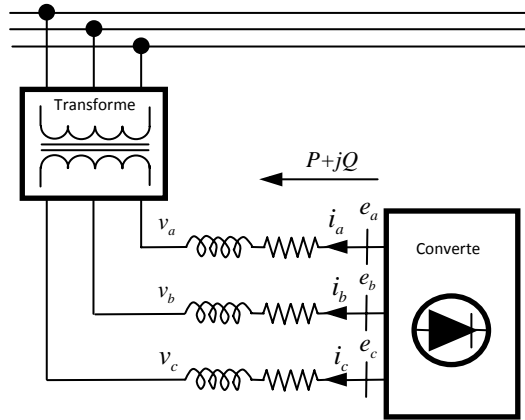 Transforme
P+jQ
v_a
i_a
e_a
Converte
v_b
i_b
e_b
v_c
i_c
e_c